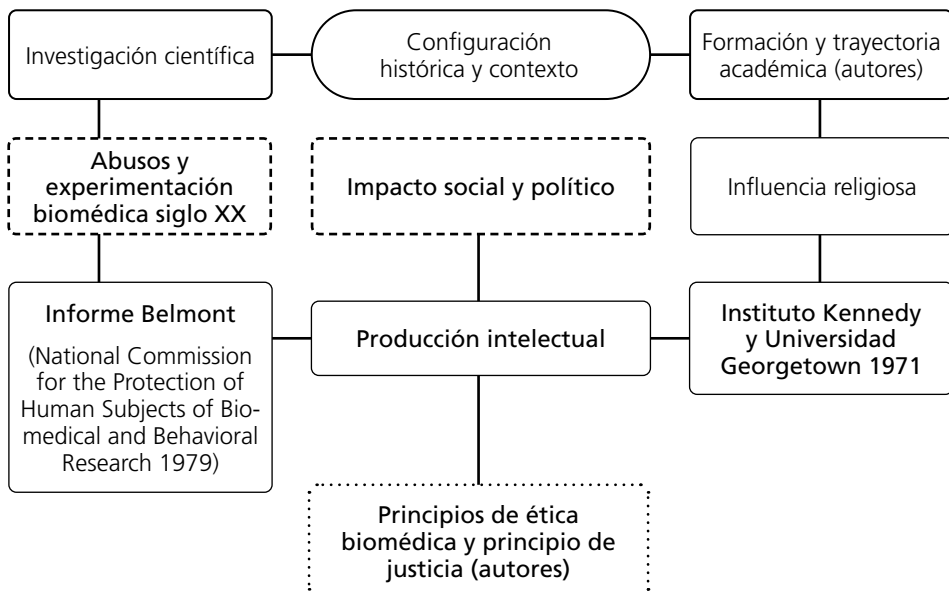 Investigación científica
Configuración
histórica y contexto
Formación y trayectoria
académica (autores)
Abusos y
experimentación
biomédica siglo XX
Impacto social y político
Influencia religiosa
Informe Belmont
(National Commission
for the Protection of
Human Subjects of Bio-
medical and Behavioral
Research 1979)
Producción intelectual
Instituto Kennedy
y Universidad
Georgetown 1971
Principios de ética
biomédica y principio de
justicia (autores)